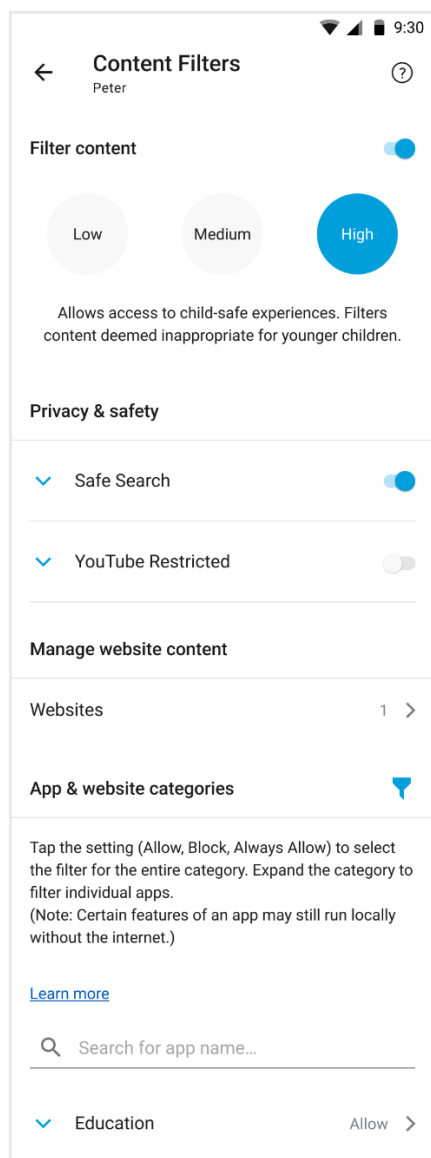 9:30
Content Filters
Peter
Filter content
Low Medium High
Allows access to child-safe experiences. Filters
content deemed inappropriate for younger children.
Privacy & safety
Safe Search
YouTube Restricted
Manage website content
Websites 1
App & website categories
Tap the setting (Allow, Block, Always Allow) to select
the filter for the entire category. Expand the category to
filter individual apps.
(Note: Certain features of an app may still run locally
without the internet.)
Learn more
Search for app name...
Education Allow